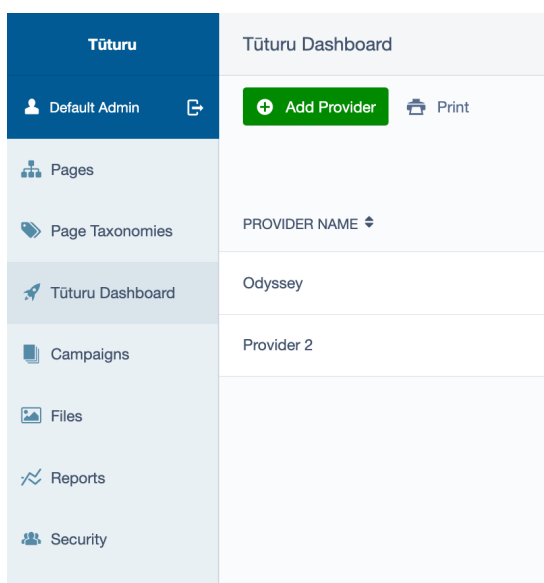 Tūturu
Tūturu Dashboard
Default Admin
Add Provider
Print
Pages
Page Taxonomies
Tūturu Dashboard
Campaigns
Files
Reports
Security
PROVIDER NAME
Odyssey
Provider 2